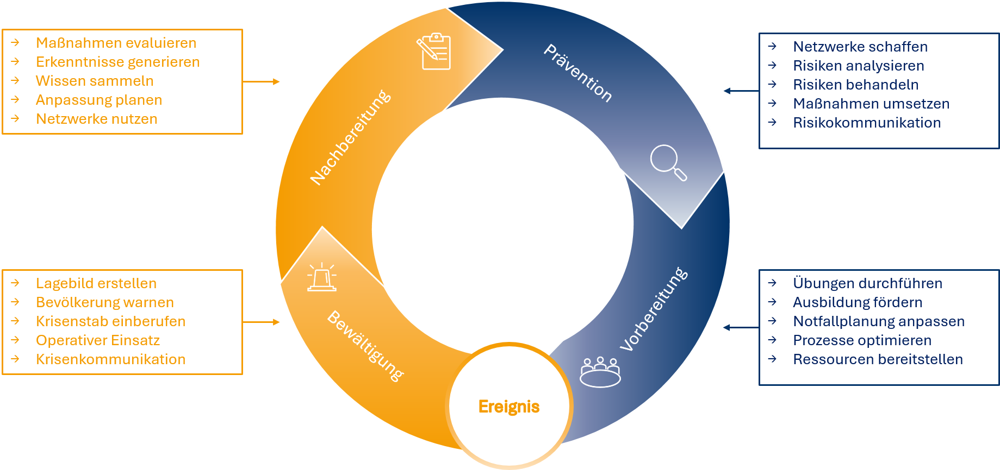 → Maßnahmen evaluieren
→ Erkenntnisse generieren
→ Wissen sammeln
→ Anpassung planen
→ Netzwerke nutzen
→ Netzwerke schaffen
→ Risiken analysieren
→ Risiken behandeln
→ Maßnahmen umsetzen
→ Risikokommunikation
Prävention
Nachbereitung
→ Lagebild erstellen
→ Bevölkerung warnen
→ Krisenstab einberufen
→ Operativer Einsatz
→ Krisenkommunikation
→ Übungen durchführen
→ Ausbildung fördern
→ Notfallplanung anpassen
→ Prozesse optimieren
→ Ressourcen bereitstellen
Vorbereitung
Bewältigung
Ereignis